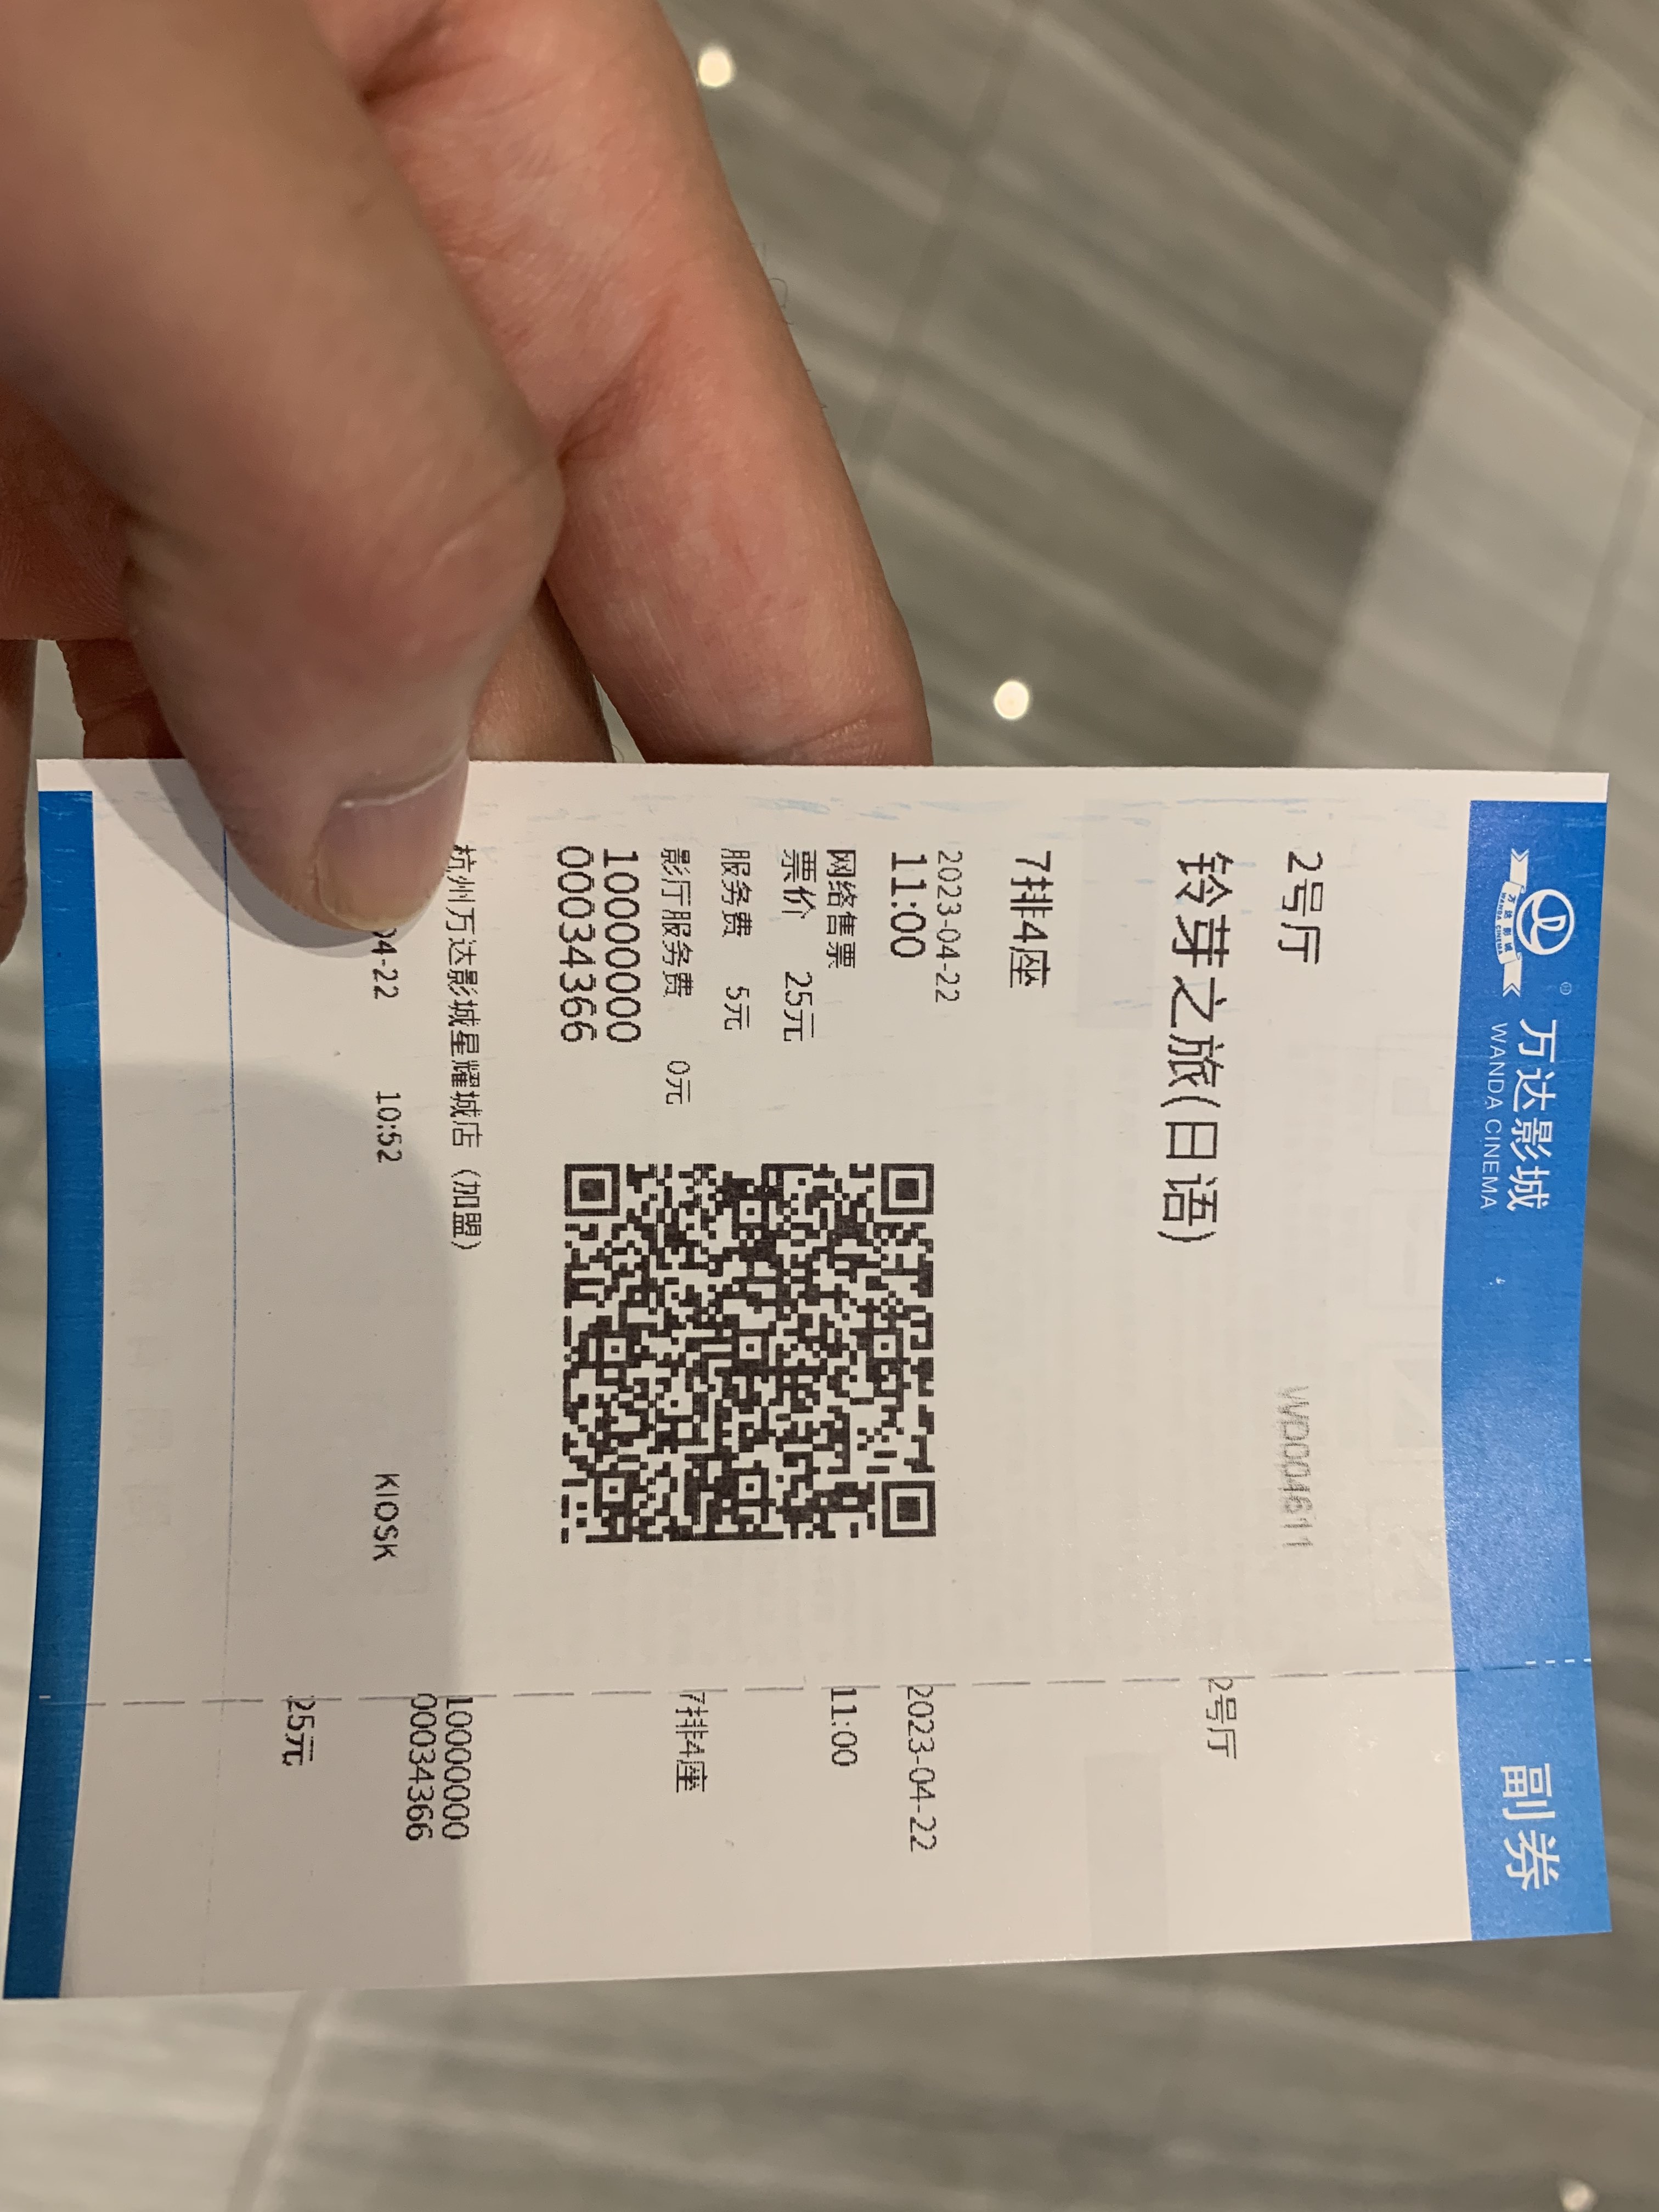 万达影城
WANDA CINEMA
副券
2号厅
铃芽之旅(日语)
7排4座
2023-04-22
11:00
网络售票
票价 25元
服务费 5元
影厅服务费 0元
10000000
00034366
杭州万达影城星耀城店（加盟）
04-22 10:52 KIOSK
2号厅
2023-04-22
11:00
7排4座
10000000
00034366
25元